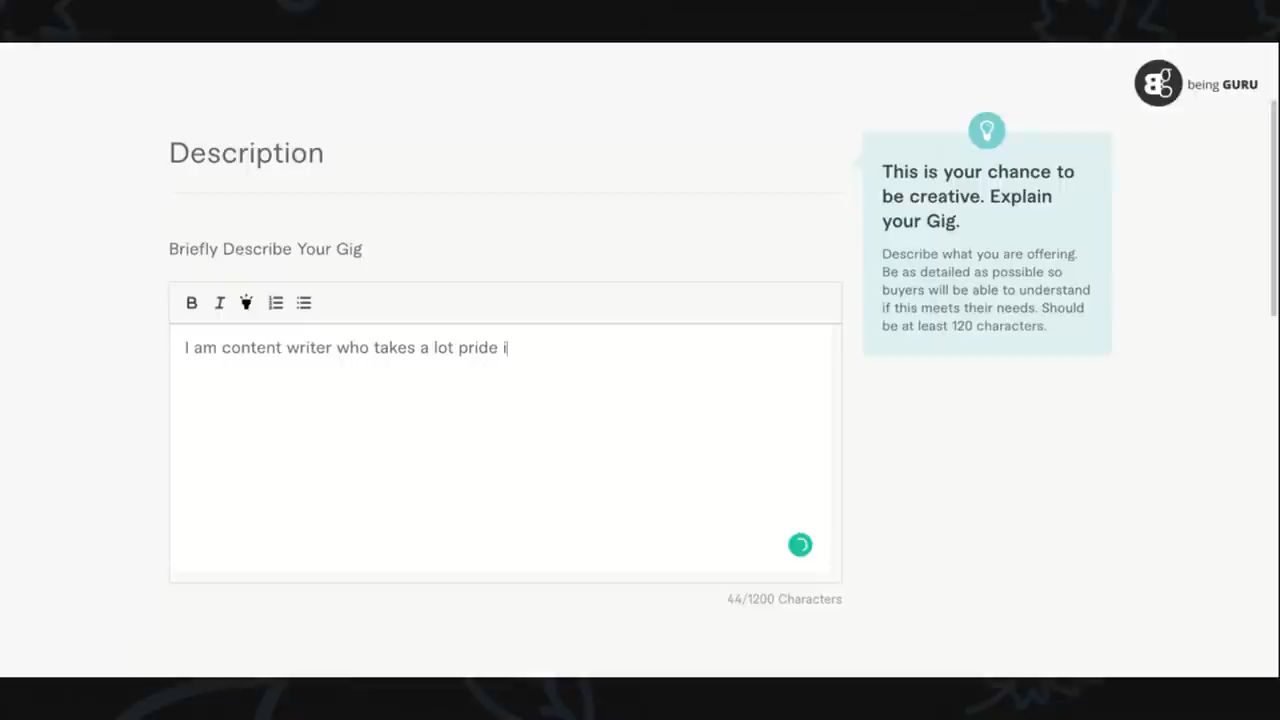 being GURU
Description
This is your chance to
be creative. Explain
your Gig.
Describe what you are offering.
Be as detailed as possible so
buyers will be able to understand
if this meets their needs. Should
be at least 120 characters.
Briefly Describe Your Gig
B I
I am content writer who takes a lot pride i
44/1200 Characters